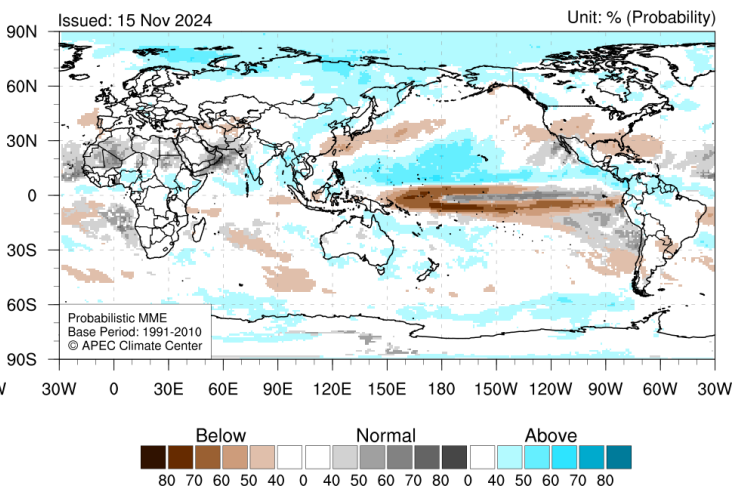 Issued: 15 Nov 2024
Unit: % (Probability)
90N
60N
30N
0
30S
60S
90S
Probabilistic MME
Base Period: 1991-2010
© APEC Climate Center
W 30W 0 30E 60E 90E 120E 150E 180 150W 120W 90W 60W 30W
Below Normal Above
80 70 60 50 40 0 40 50 60 70 80 0 40 50 60 70 80